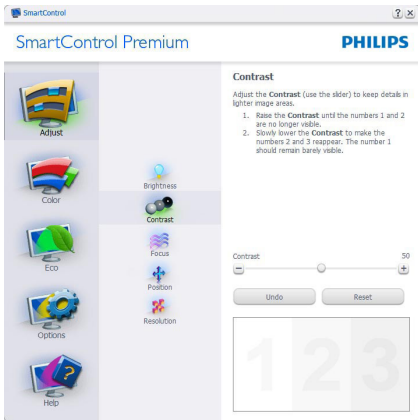 SmartControl
SmartControl Premium
PHILIPS
Adjust
Color
Eco
Options
Help
Brightness
Contrast
Focus
Position
Resolution
Contrast
Adjust the Contrast (use the slider) to keep details in
lighter image areas.
1. Raise the Contrast until the numbers 1 and 2
are no longer visible.
2. Slowly lower the Contrast to make the
numbers 2 and 3 reappear. The number 1
should remain barely visible.
Contrast 50
Undo Reset
1 2 3